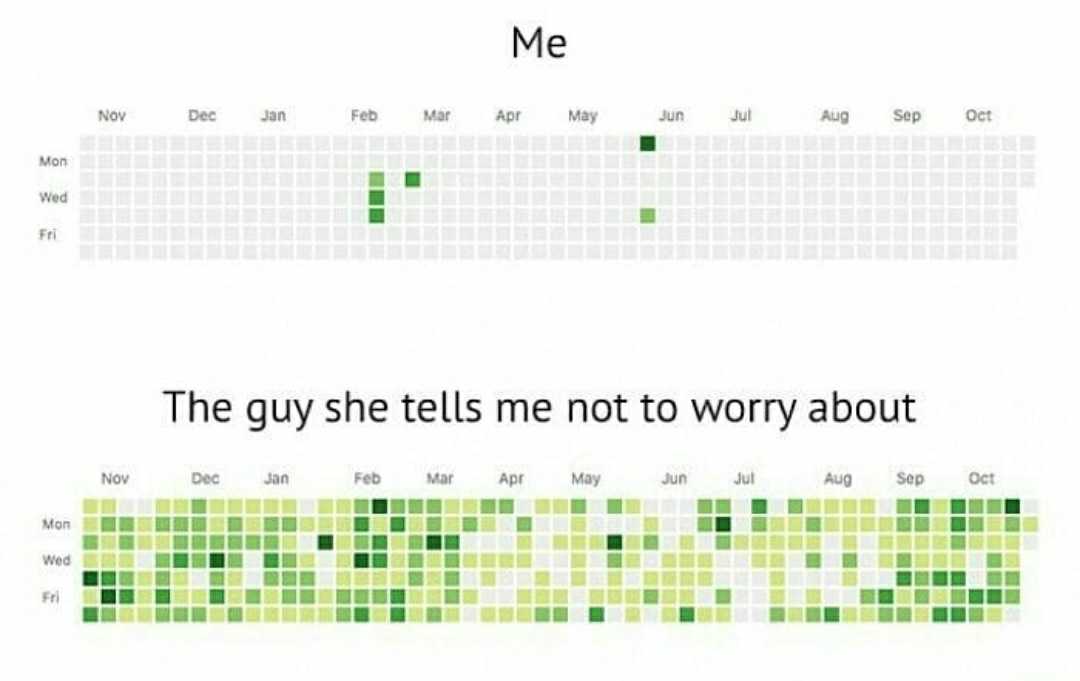 Me
Nov Dec Jan Feb Mar Apr May Jun Jul Aug Sep Oct
Mon
Wed
Fri
The guy she tells me not to worry about
Nov Dec Jan Feb Mar Apr May Jun Jul Aug Sep Oct
Mon
Wed
Fri